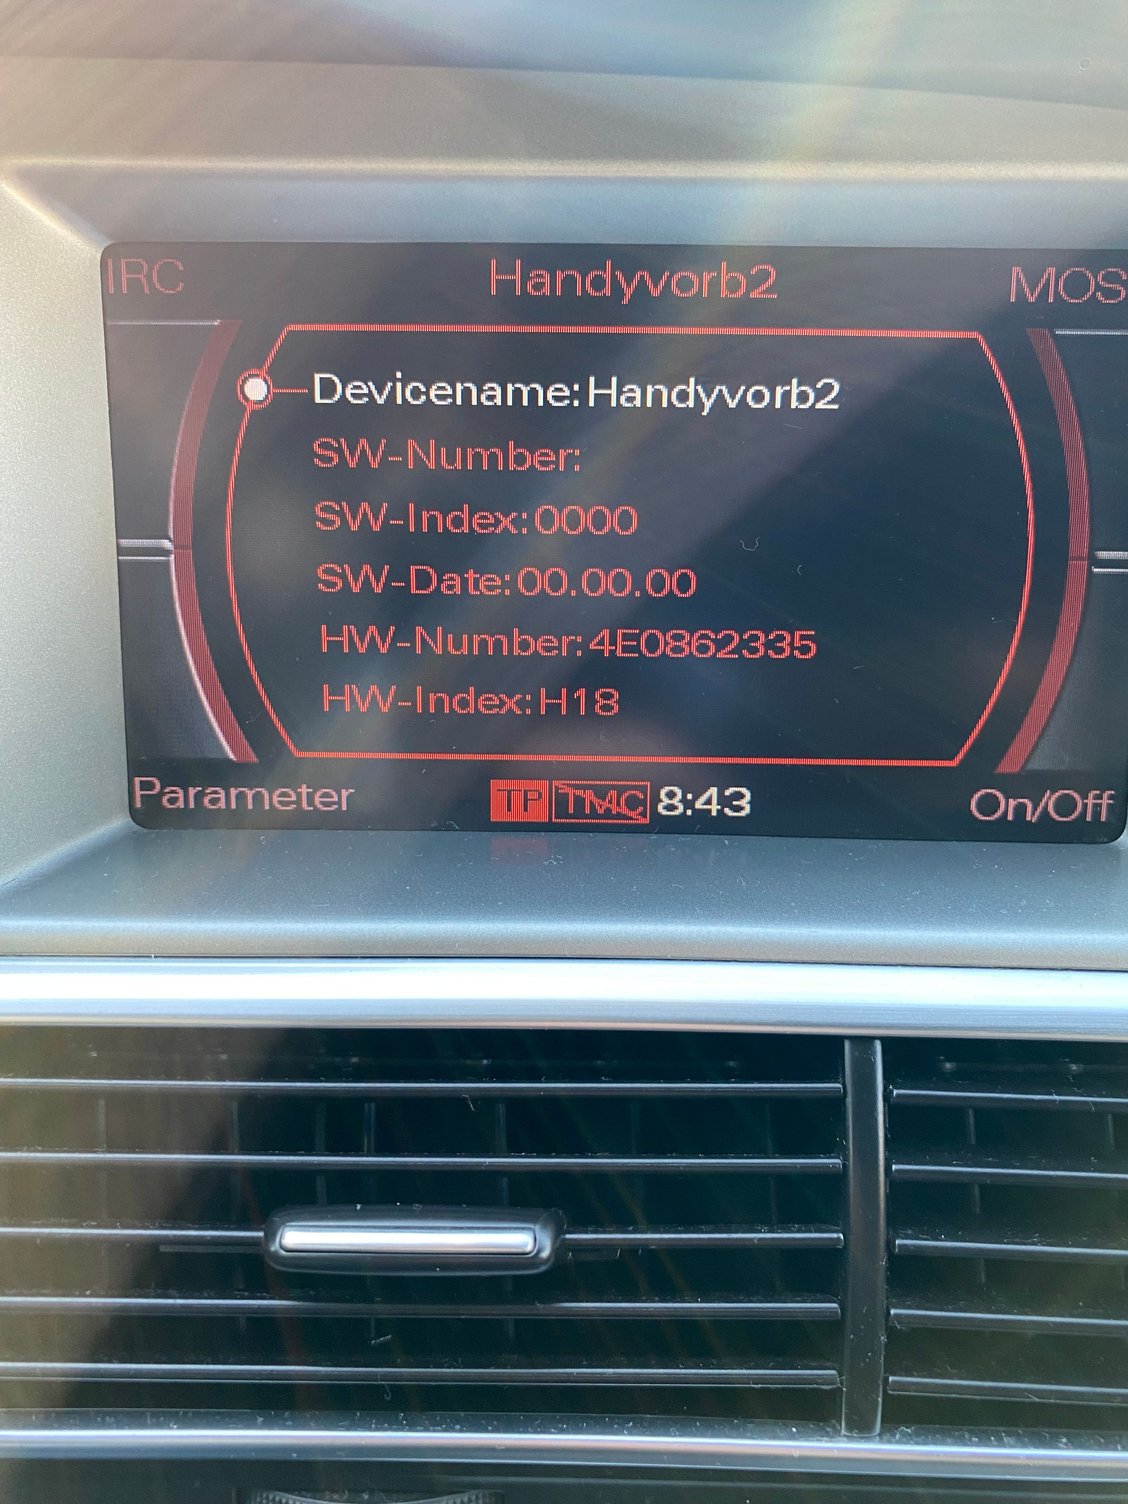 IRC Handyvorb2 MOS
Devicename:Handyvorb2
SW-Number:
SW-Index:0000
SW-Date:00.00.00
HW-Number:4E0862335
HW-Index:H18
Parameter TP TMC 8:43 On/Off